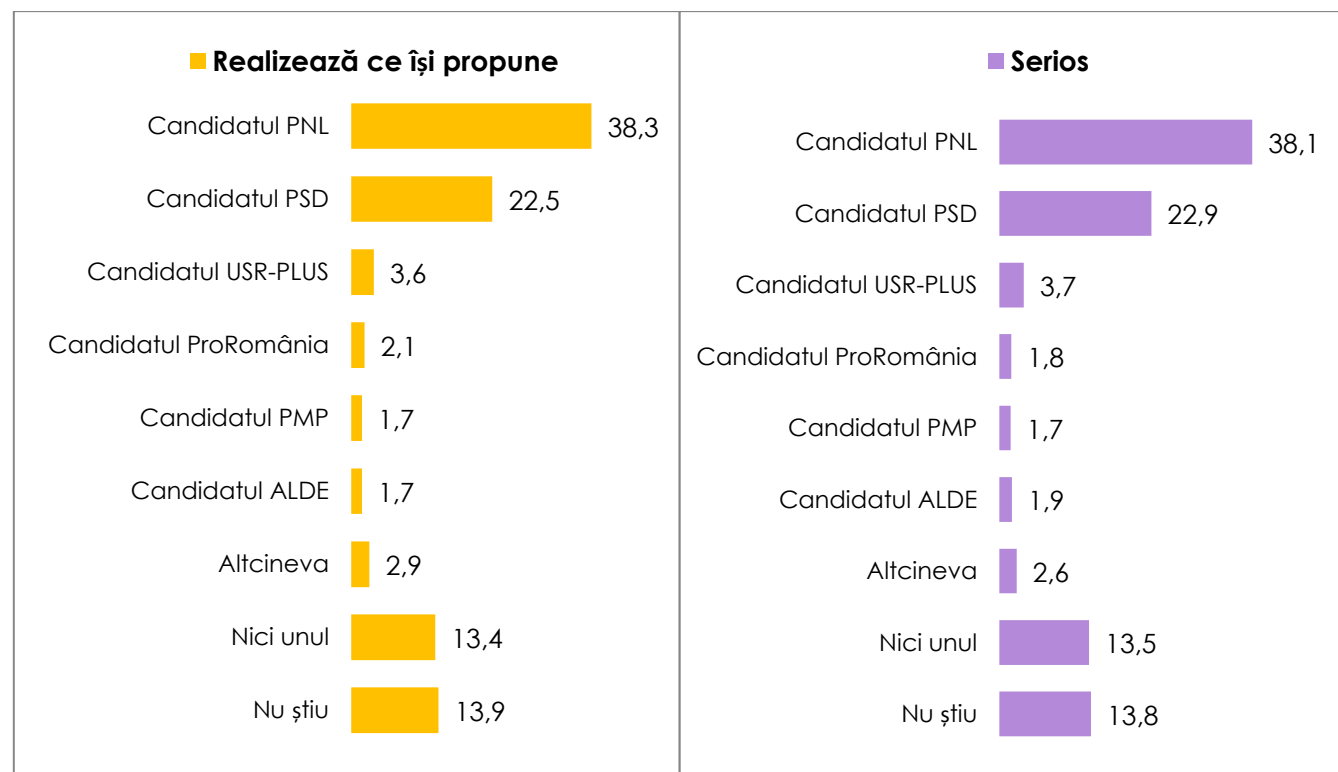 Realizează ce își propune
Candidatul PNL 38,3
Candidatul PSD 22,5
Candidatul USR-PLUS 3,6
Candidatul ProRomânia 2,1
Candidatul PMP 1,7
Candidatul ALDE 1,7
Altcineva 2,9
Nici unul 13,4
Nu știu 13,9
Serios
Candidatul PNL 38,1
Candidatul PSD 22,9
Candidatul USR-PLUS 3,7
Candidatul ProRomânia 1,8
Candidatul PMP 1,7
Candidatul ALDE 1,9
Altcineva 2,6
Nici unul 13,5
Nu știu 13,8